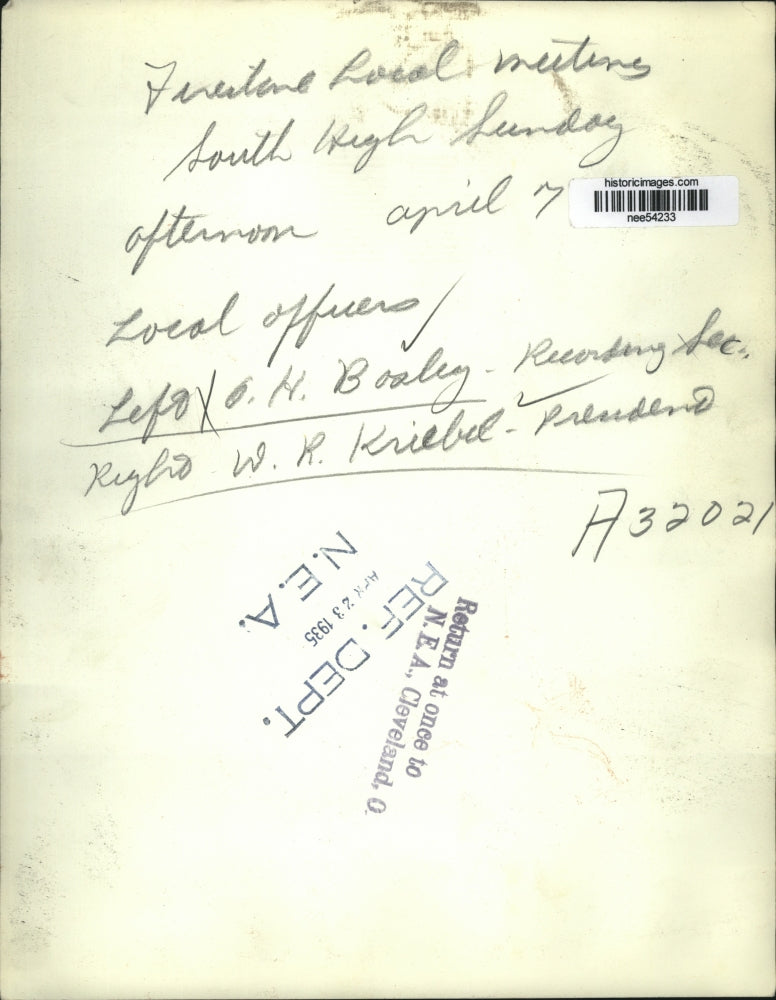 Firestone Local meeting
South High Sunday
afternoon april 7
historicimages.com
nee54233
Local officers
Left O. H. Bosley - Recording Sec.
Right W. R. Kriebel - President
A32021
N.E.A.
APR 23 1935
REF. DEPT.
Return at once to
N. E. A., Cleveland, O.